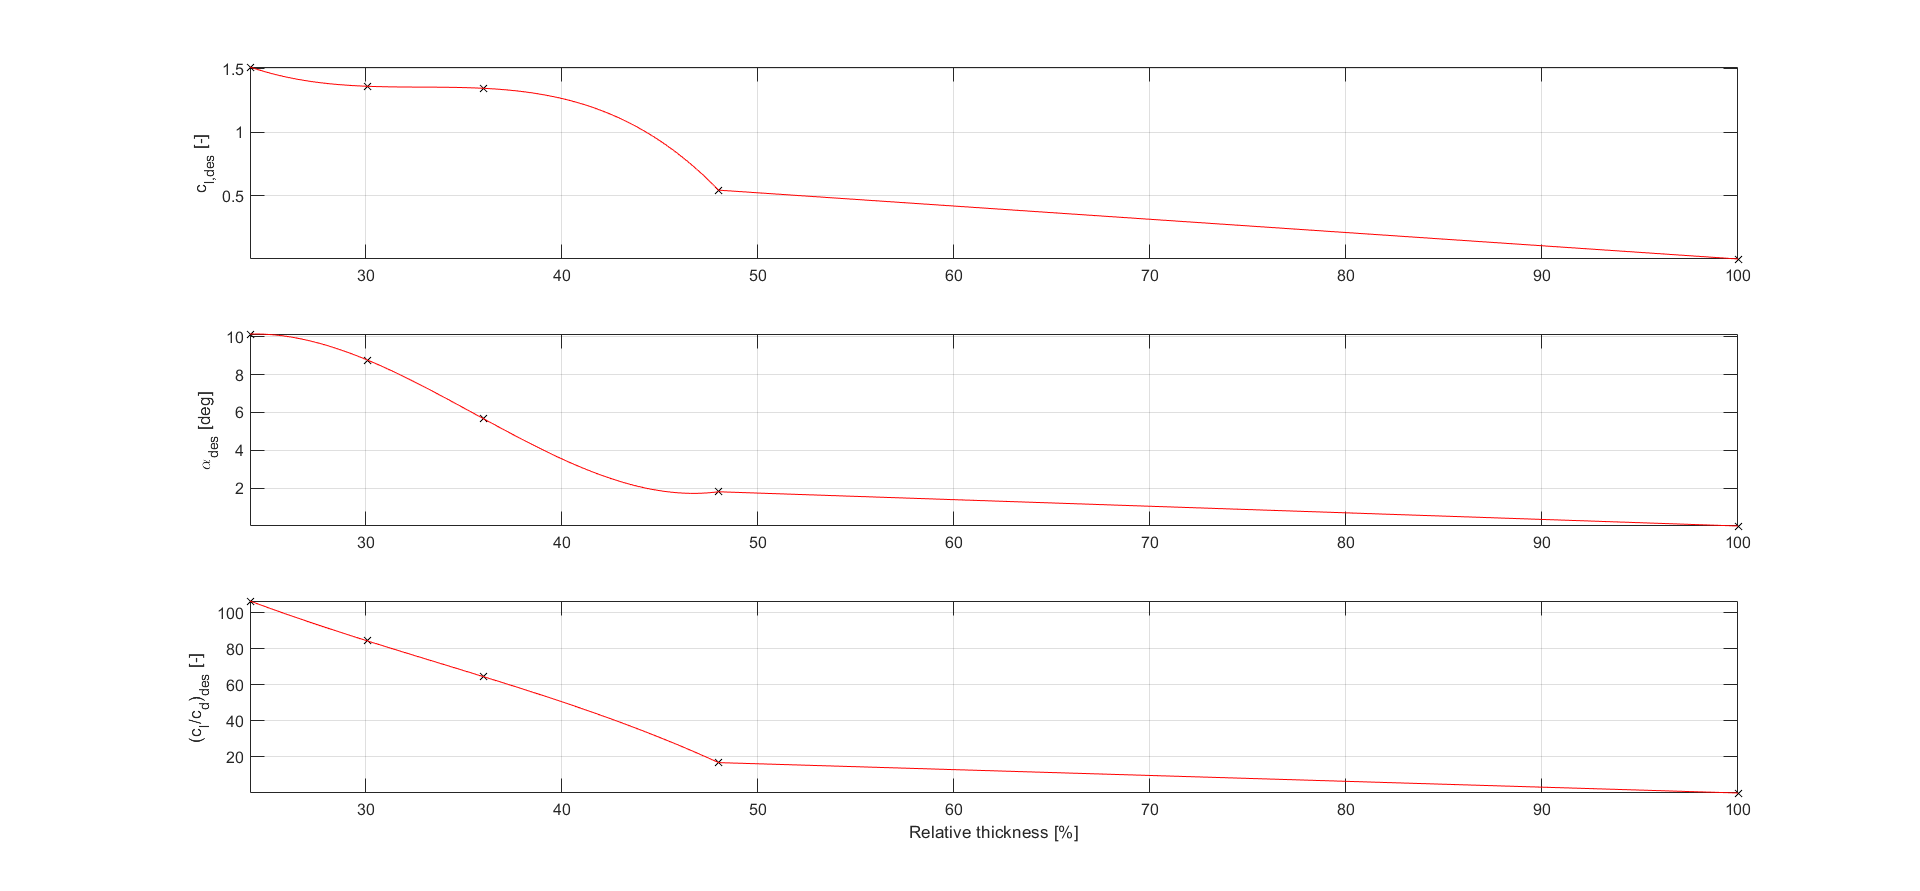 c_l,des [-]
1.5
1
0.5
30 40 50 60 70 80 90 100
α_des [deg]
10
8
6
4
2
30 40 50 60 70 80 90 100
(c_l/c_d)_des [-]
100
80
60
40
20
30 40 50 60 70 80 90 100
Relative thickness [%]